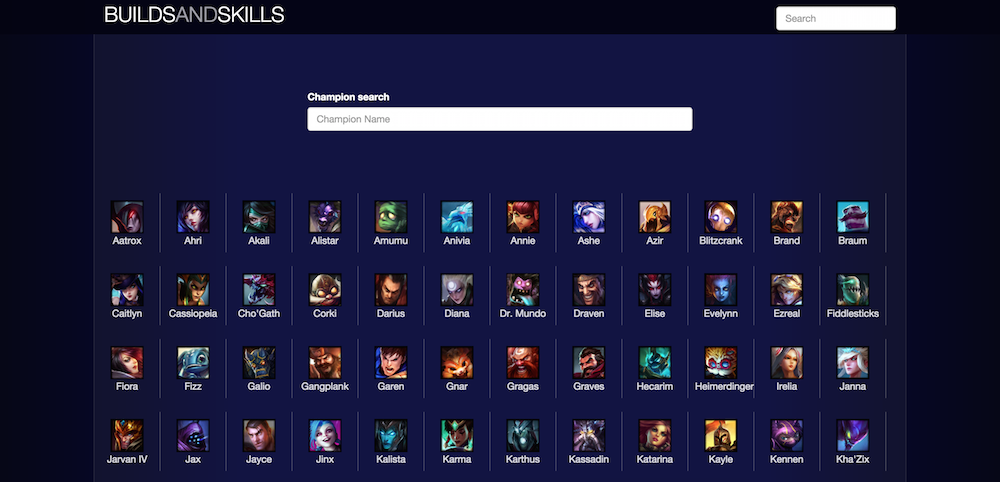 BUILDSANDSKILLS
Search
Champion search
Champion Name
Aatrox Ahri Akali Alistar Amumu Anivia Annie Ashe Azir Blitzcrank Brand Braum
Caitlyn Cassiopeia Cho'Gath Corki Darius Diana Dr. Mundo Draven Elise Evelynn Ezreal Fiddlesticks
Fiora Fizz Galio Gangplank Garen Gnar Gragas Graves Hecarim Heimerdinger Irelia Janna
Jarvan IV Jax Jayce Jinx Kalista Karma Karthus Kassadin Katarina Kayle Kennen Kha'Zix